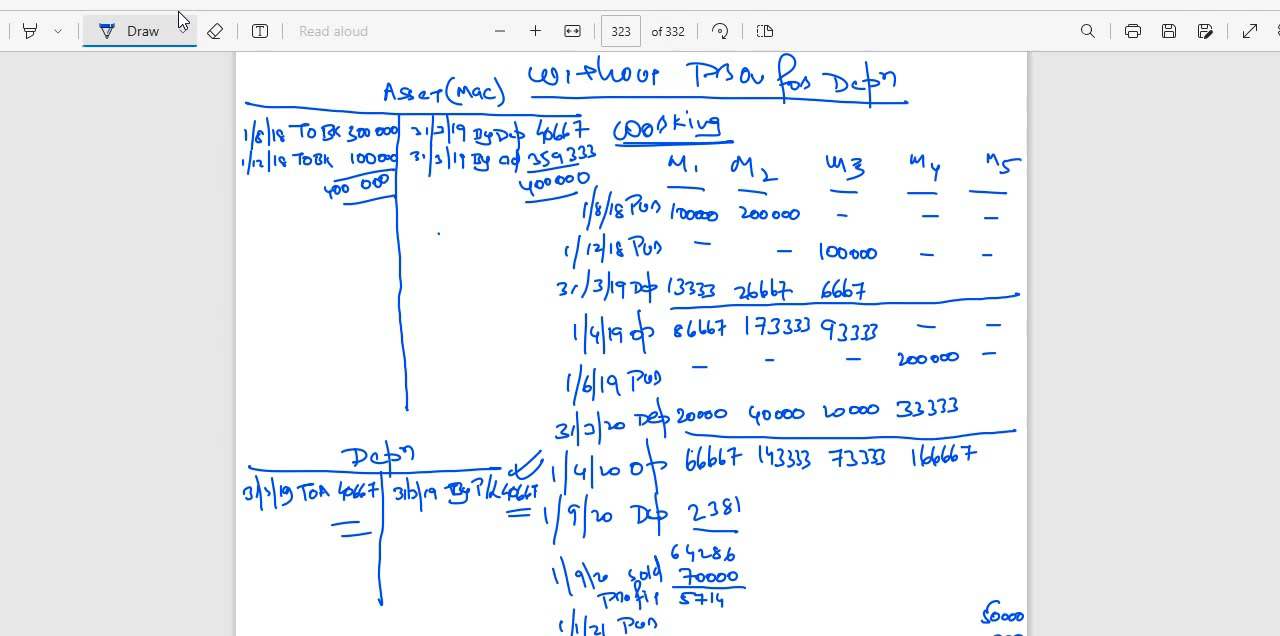 Draw
Read aloud
323 of 332
without Prov for Depn
Asset (Mac)
1/8/18 To BK 300000 31/3/19 By Dep 40667
1/12/18 To BK 100000 31/3/19 By 359333
400 000 400000
Working
M1 M2 M3 M4 M5
1/8/18 PUR 100000 200000 - - -
1/12/18 PUR - - 100000 - -
31/3/19 Dep 13333 26667 6667
1/4/19 op 86667 173333 93333 - -
1/6/19 PUR - - - 200000 -
31/3/20 Dep 20000 40000 20000 33333
1/4/20 Op 66667 143333 73333 166667
Depn
31/3/19 To A 40667 31/3/19 By P/L 40667
1/9/20 Dep 2381
64286
1/9/20 sold 70000
Profit 5714
1/1/21 PUR
50000